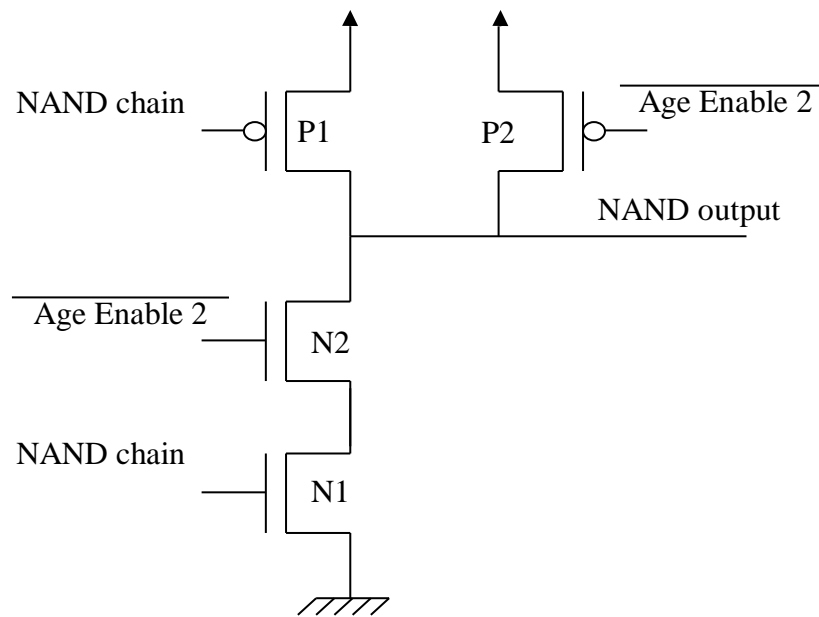 NAND chain
P1
P2
Age Enable 2
NAND output
Age Enable 2
N2
NAND chain
N1